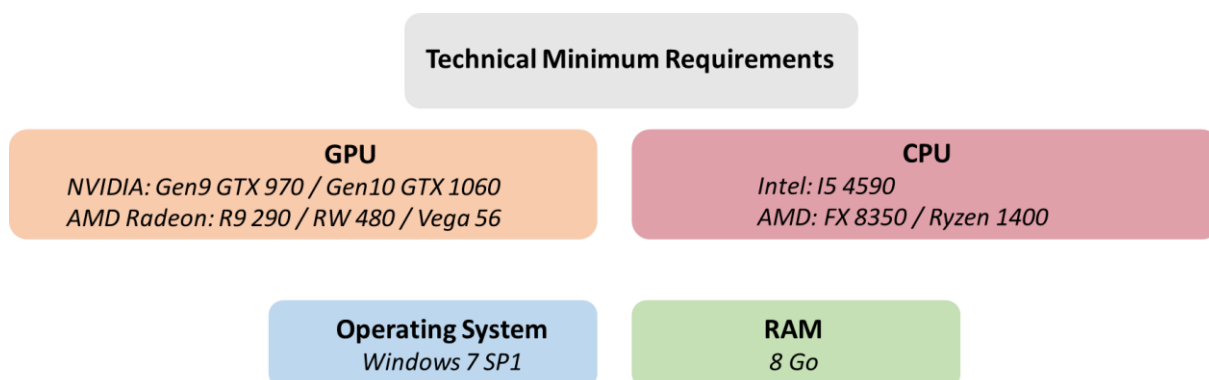 Technical Minimum Requirements
GPU
NVIDIA: Gen9 GTX 970 / Gen10 GTX 1060
AMD Radeon: R9 290 / RW 480 / Vega 56
CPU
Intel: I5 4590
AMD: FX 8350 / Ryzen 1400
Operating System
Windows 7 SP1
RAM
8 Go